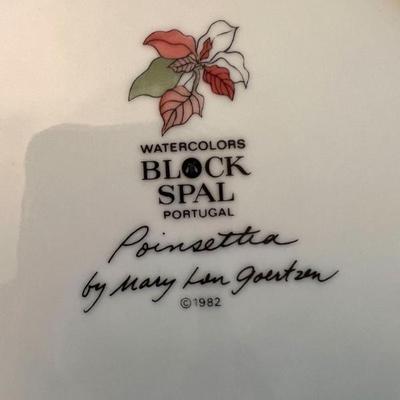 WATERCOLORS
BLOCK
SPAL
PORTUGAL
Poinsettia
by Mary Lou Goertzen
©1982